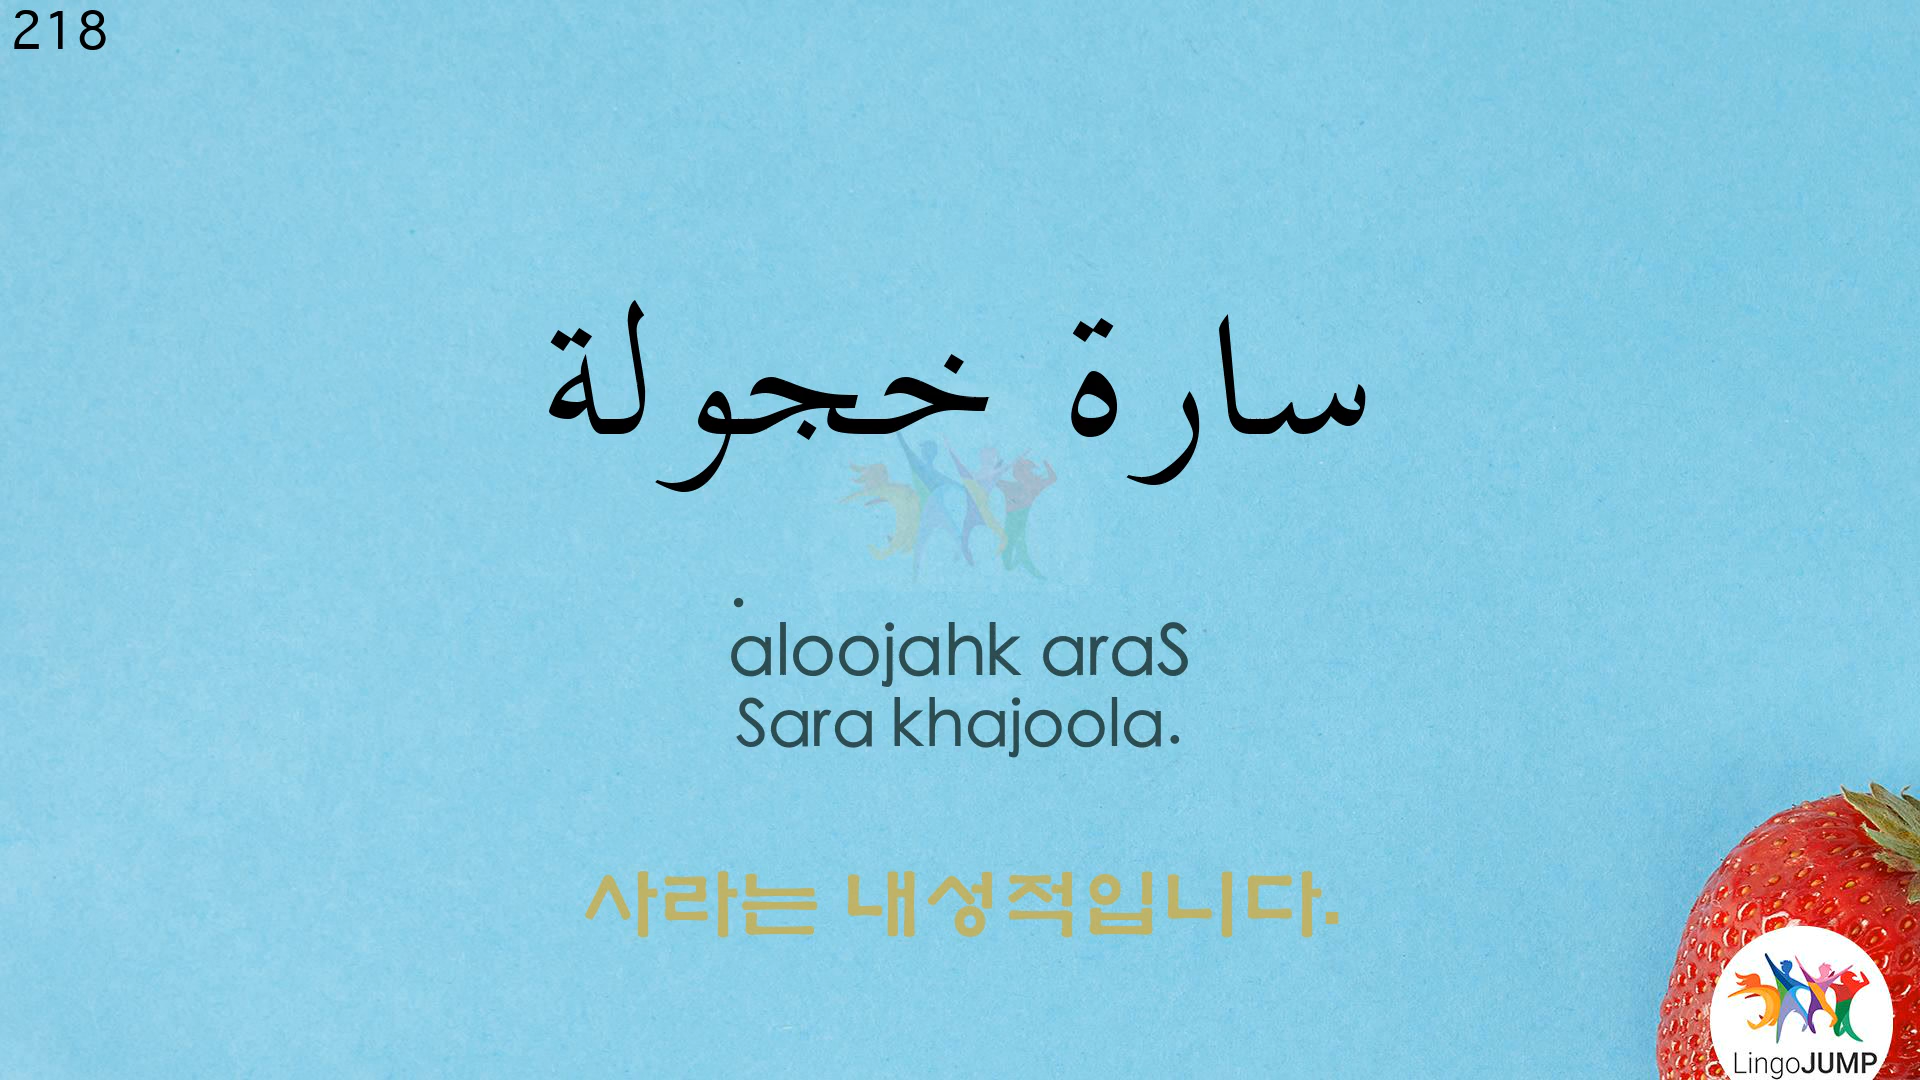 218
سارة خجولة
.
aloojahk araS
Sara khajoola.
사라는 내성적입니다.
LingoJUMP